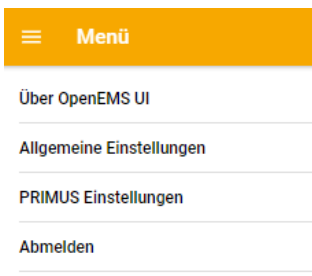 Menü
Über OpenEMS UI
Allgemeine Einstellungen
PRIMUS Einstellungen
Abmelden